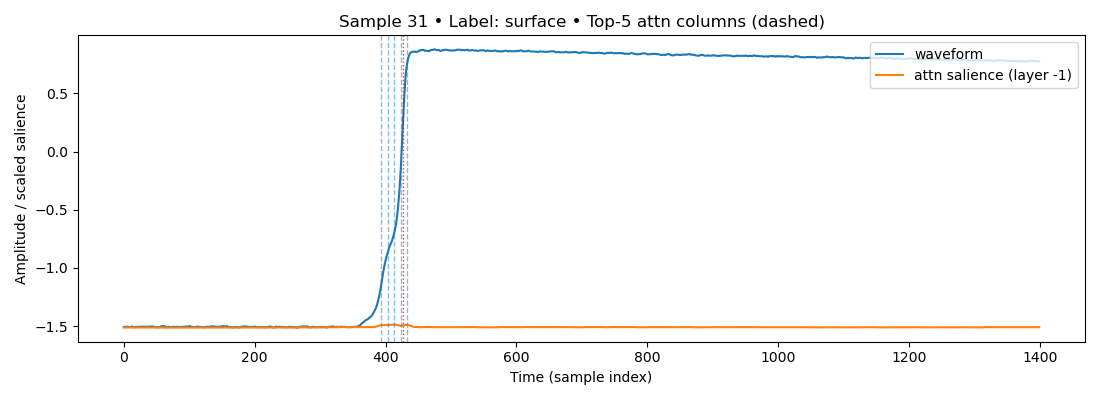 Sample 31 • Label: surface • Top-5 attn columns (dashed)
waveform
attn salience (layer -1)
Amplitude / scaled salience
0.5
0.0
−0.5
−1.0
−1.5
0 200 400 600 800 1000 1200 1400
Time (sample index)